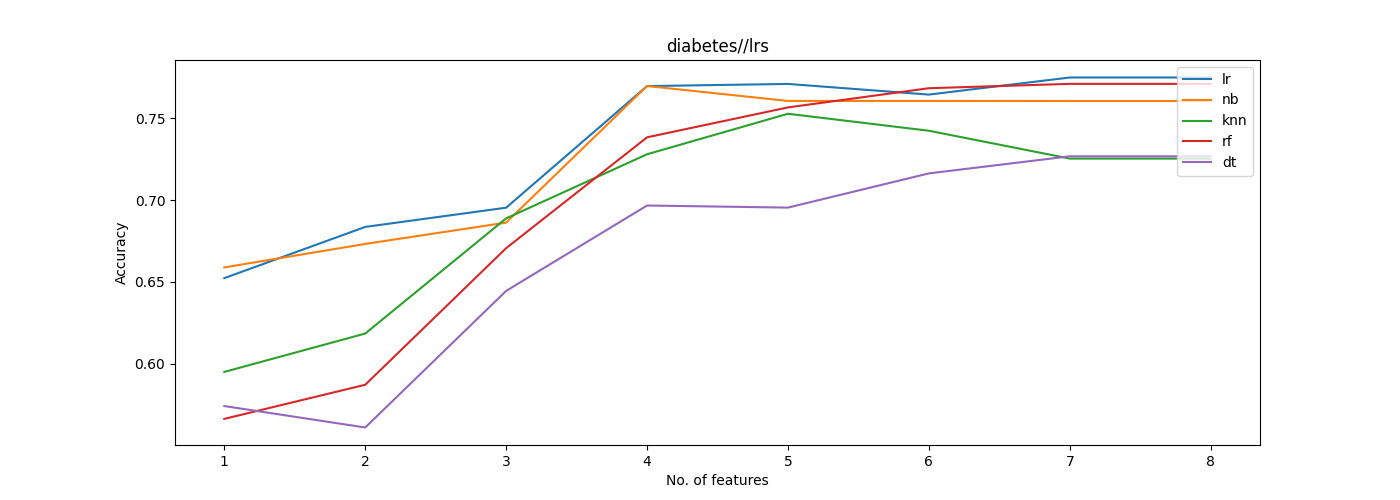 diabetes//lrs
Accuracy
0.75
0.70
0.65
0.60
lr
nb
knn
rf
dt
1 2 3 4 5 6 7 8
No. of features